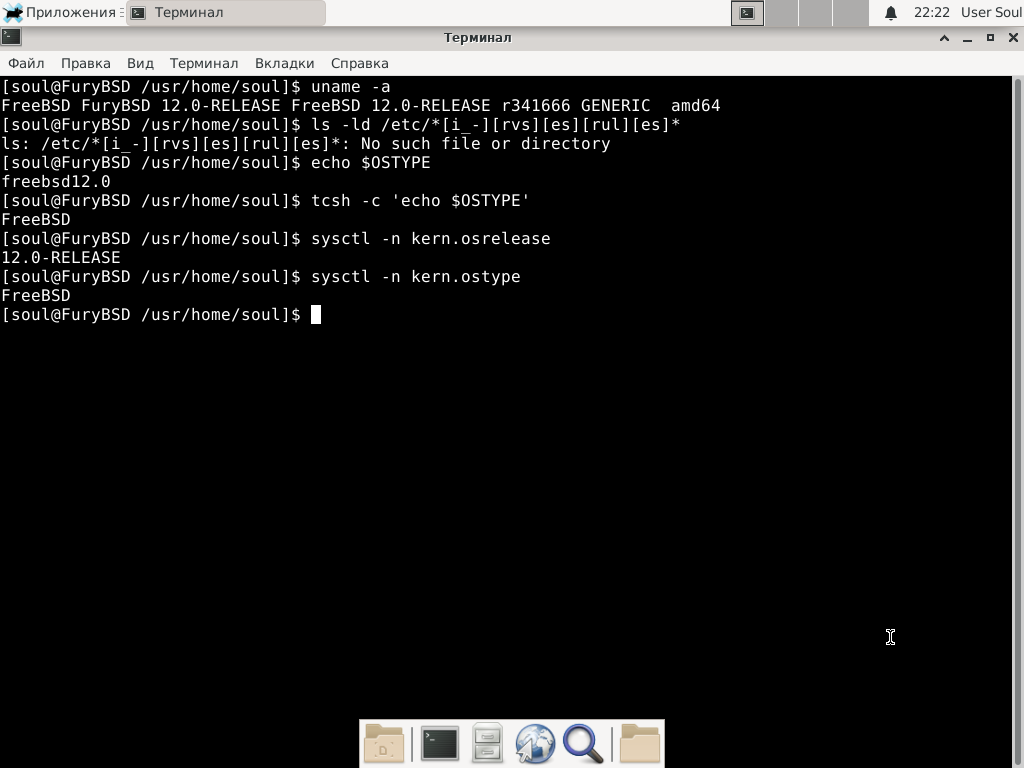 Приложения
Терминал
22:22 User Soul
Терминал
Файл Правка Вид Терминал Вкладки Справка
[soul@FuryBSD /usr/home/soul]$ uname -a
FreeBSD FuryBSD 12.0-RELEASE FreeBSD 12.0-RELEASE r341666 GENERIC  amd64
[soul@FuryBSD /usr/home/soul]$ ls -ld /etc/*[i_-][rvs][es][rul][es]*
ls: /etc/*[i_-][rvs][es][rul][es]*: No such file or directory
[soul@FuryBSD /usr/home/soul]$ echo $OSTYPE
freebsd12.0
[soul@FuryBSD /usr/home/soul]$ tcsh -c 'echo $OSTYPE'
FreeBSD
[soul@FuryBSD /usr/home/soul]$ sysctl -n kern.osrelease
12.0-RELEASE
[soul@FuryBSD /usr/home/soul]$ sysctl -n kern.ostype
FreeBSD
[soul@FuryBSD /usr/home/soul]$